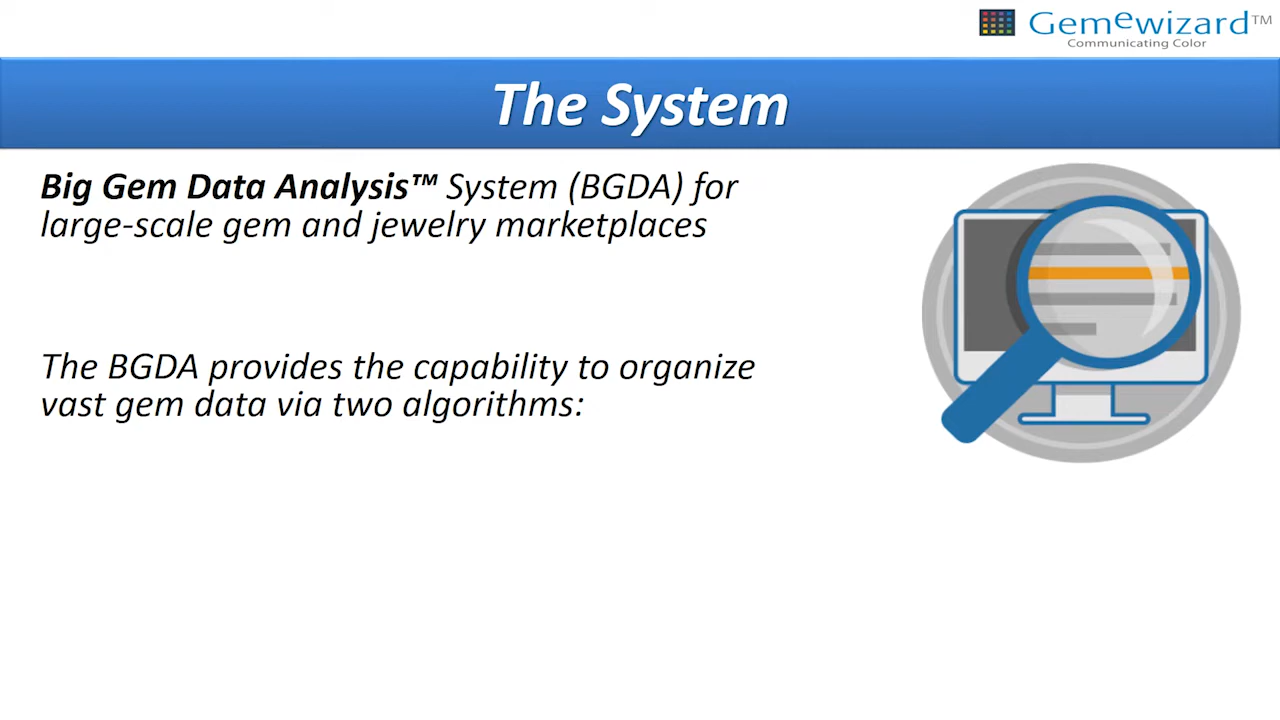 Gemewizard™
Communicating Color
The System
Big Gem Data Analysis™ System (BGDA) for
large-scale gem and jewelry marketplaces
The BGDA provides the capability to organize
vast gem data via two algorithms: